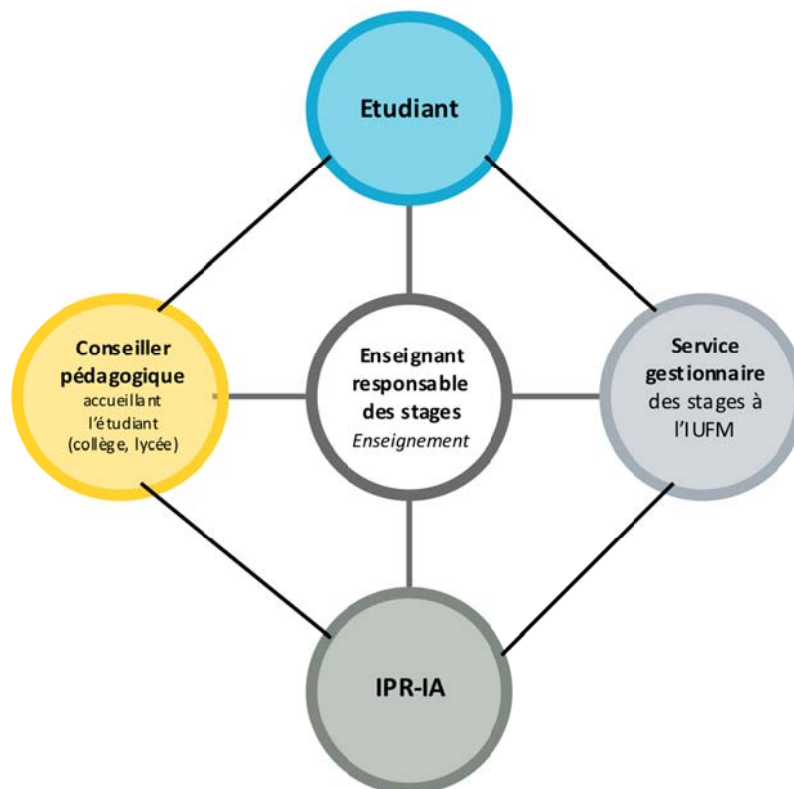 Etudiant
Conseiller
pédagogique
accueillant
l'étudiant
(collège, lycée)
Enseignant
responsable
des stages
Enseignement
Service
gestionnaire
des stages à
l'IUFM
IPR-IA